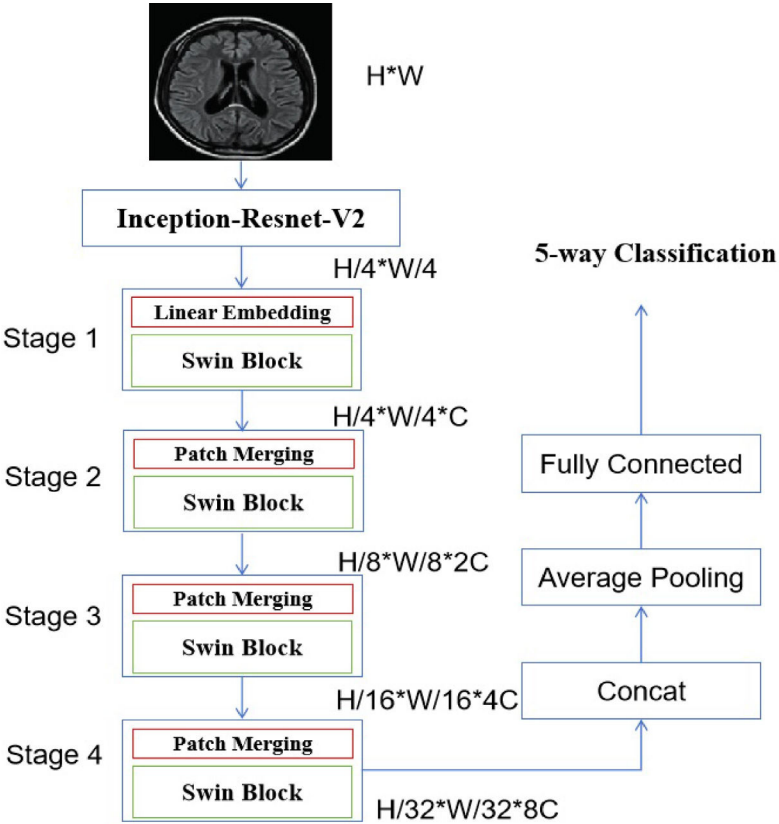 H*W
Inception-Resnet-V2
H/4*W/4
Stage 1
Linear Embedding
Swin Block
H/4*W/4*C
Stage 2
Patch Merging
Swin Block
H/8*W/8*2C
Stage 3
Patch Merging
Swin Block
H/16*W/16*4C
Stage 4
Patch Merging
Swin Block
H/32*W/32*8C
Concat
Average Pooling
Fully Connected
5-way Classification